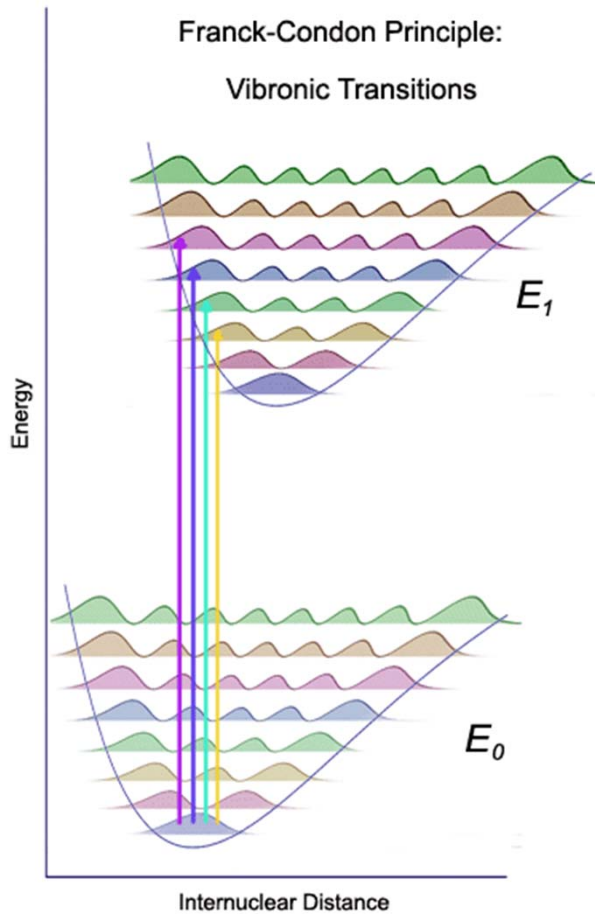 Franck-Condon Principle:
Vibronic Transitions
E1
Energy
E0
Internuclear Distance